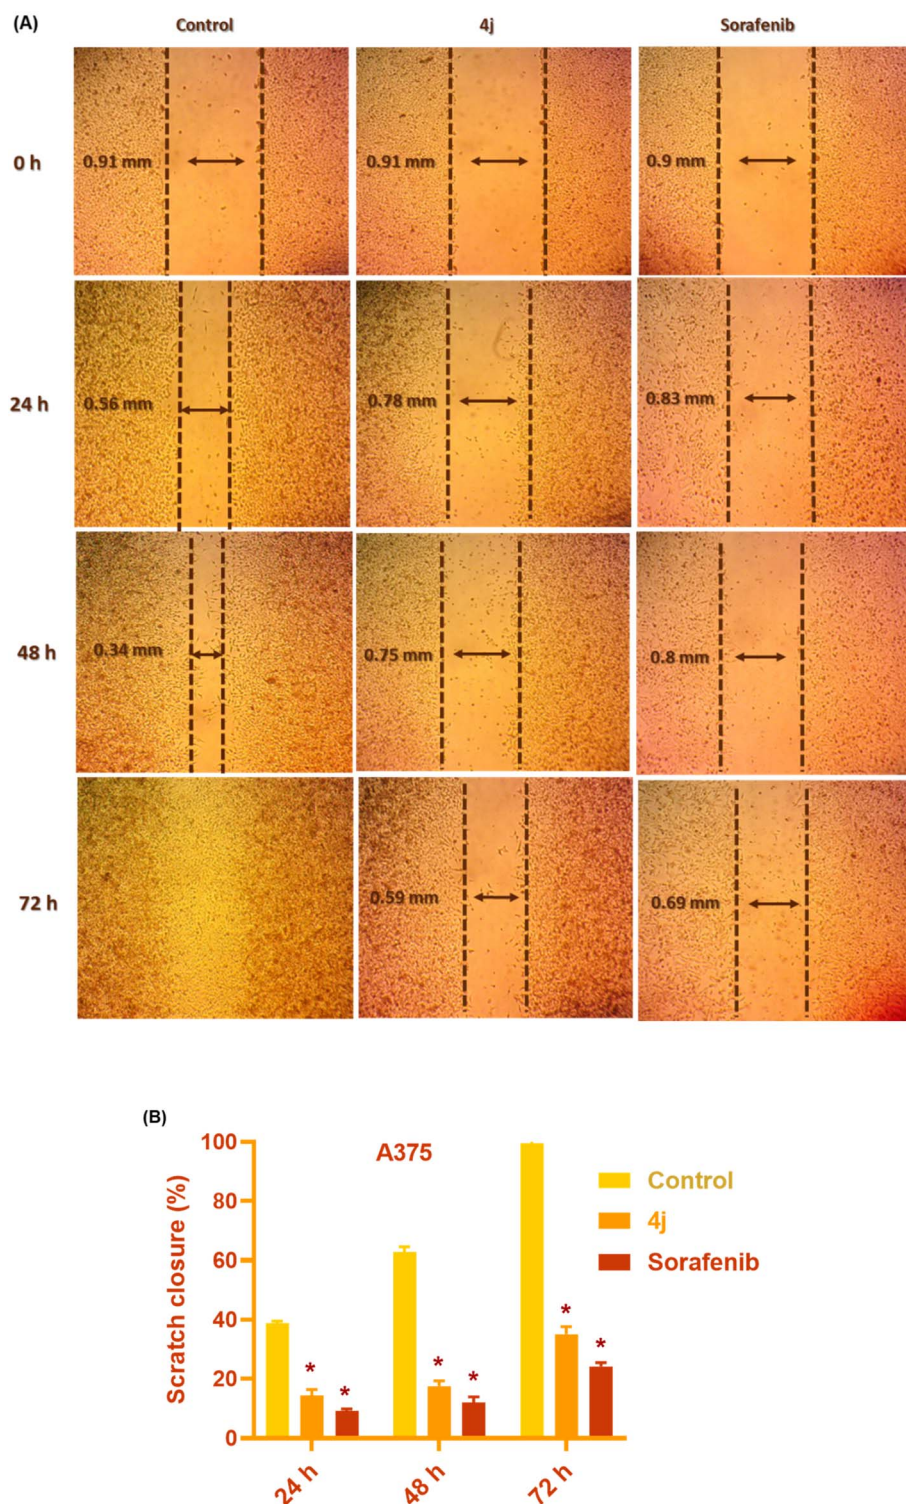 (A)
Control 4j Sorafenib
0 h
0.91 mm 0.91 mm 0.9 mm
24 h
0.56 mm 0.78 mm 0.83 mm
48 h
0.34 mm 0.75 mm 0.8 mm
72 h
0.59 mm 0.69 mm
(B)
A375
Scratch closure (%)
100
80
60
40
20
0
* * * * * *
24 h 48 h 72 h
Control
4j
Sorafenib